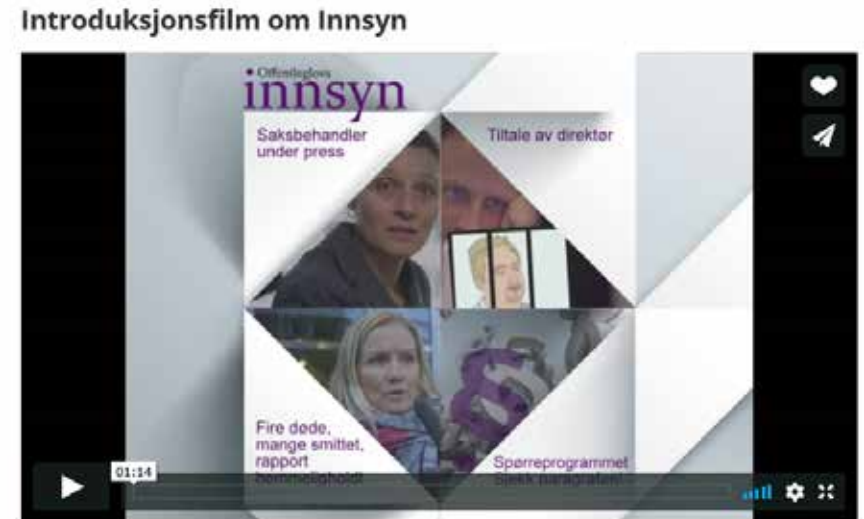 Introduksjonsfilm om Innsyn
Offentleglova
innsyn
Saksbehandler
under press
Tiltale av direktør
Fire døde,
mange smittet,
rapport
hemmeligholdt
Spørreprogrammet
Sjekk paragrafen!
01:14